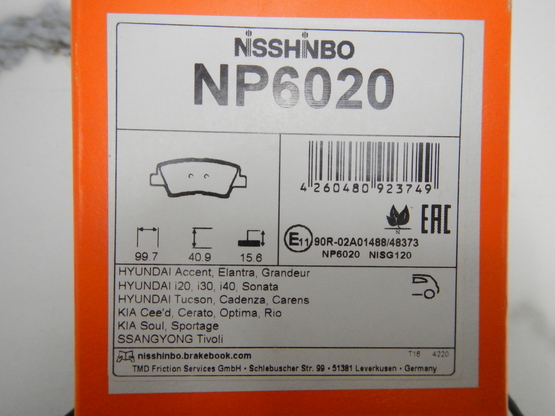 NiSSHiNBO
NP6020
4 260480 923749
EAC
E11 90R-02A01488/48373
NP6020 NISG120
99.7 40.9 15.6
HYUNDAI Accent, Elantra, Grandeur
HYUNDAI i20, i30, i40, Sonata
HYUNDAI Tucson, Cadenza, Carens
KIA Cee'd, Cerato, Optima, Rio
KIA Soul, Sportage
SSANGYONG Tivoli
nisshinbo.brakebook.com
T16 4220
TMD Friction Services GmbH · Schlebuscher Str. 99 · 51381 Leverkusen · Germany